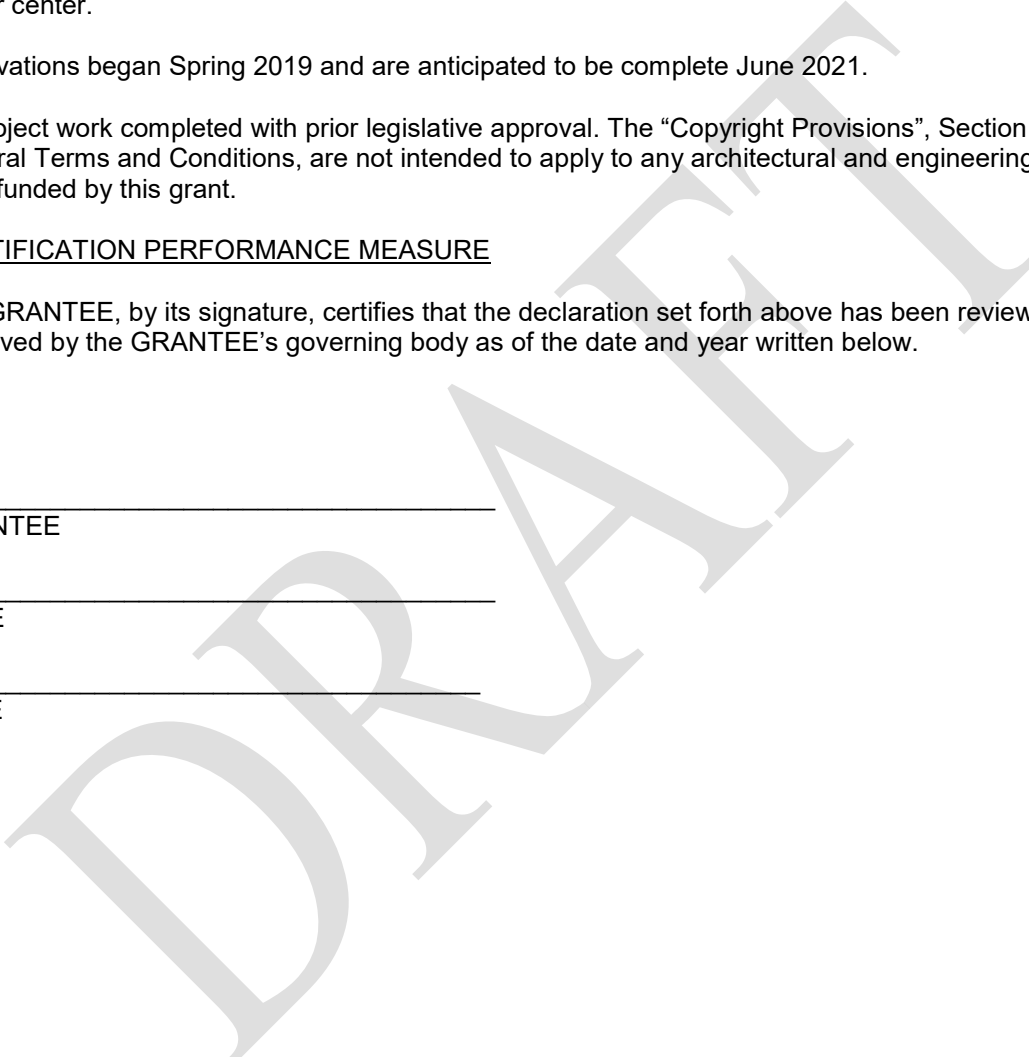 r center.
vations began Spring 2019 and are anticipated to be complete June 2021.
oject work completed with prior legislative approval. The “Copyright Provisions”, Section
ral Terms and Conditions, are not intended to apply to any architectural and engineering
funded by this grant.
TIFICATION PERFORMANCE MEASURE
GRANTEE, by its signature, certifies that the declaration set forth above has been review
ved by the GRANTEE’s governing body as of the date and year written below.
NTEE
E
E
DRAFT